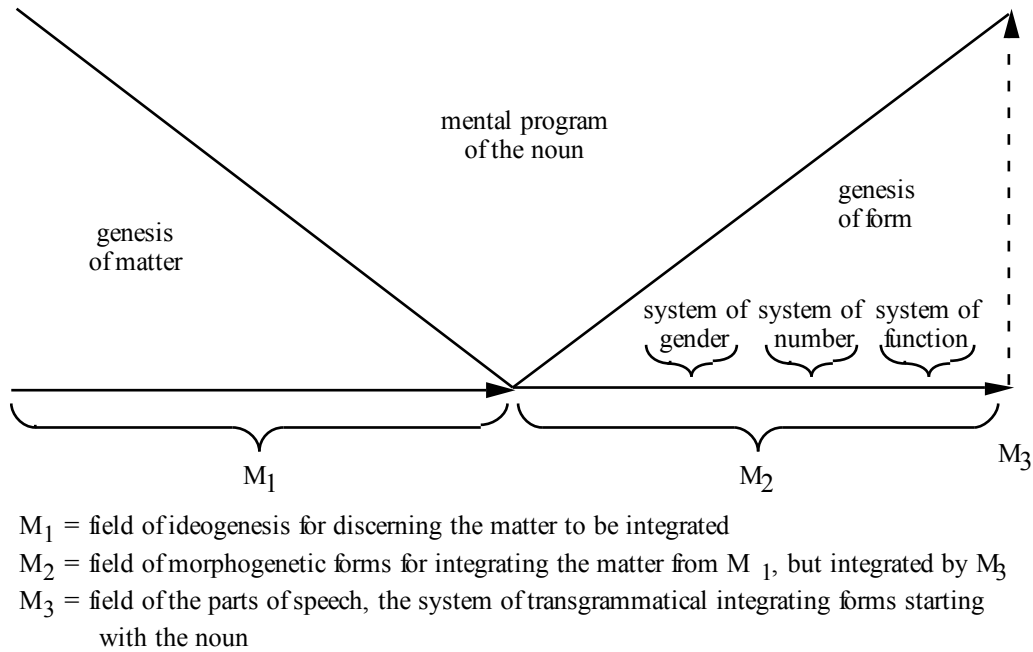 mental program
of the noun
genesis
of form
genesis
of matter
system of system of system of
gender number function
M1 M2 M3
M1 = field of ideogenesis for discerning the matter to be integrated
M2 = field of morphogenetic forms for integrating the matter from M 1, but integrated by M3
M3 = field of the parts of speech, the system of transgrammatical integrating forms starting
with the noun